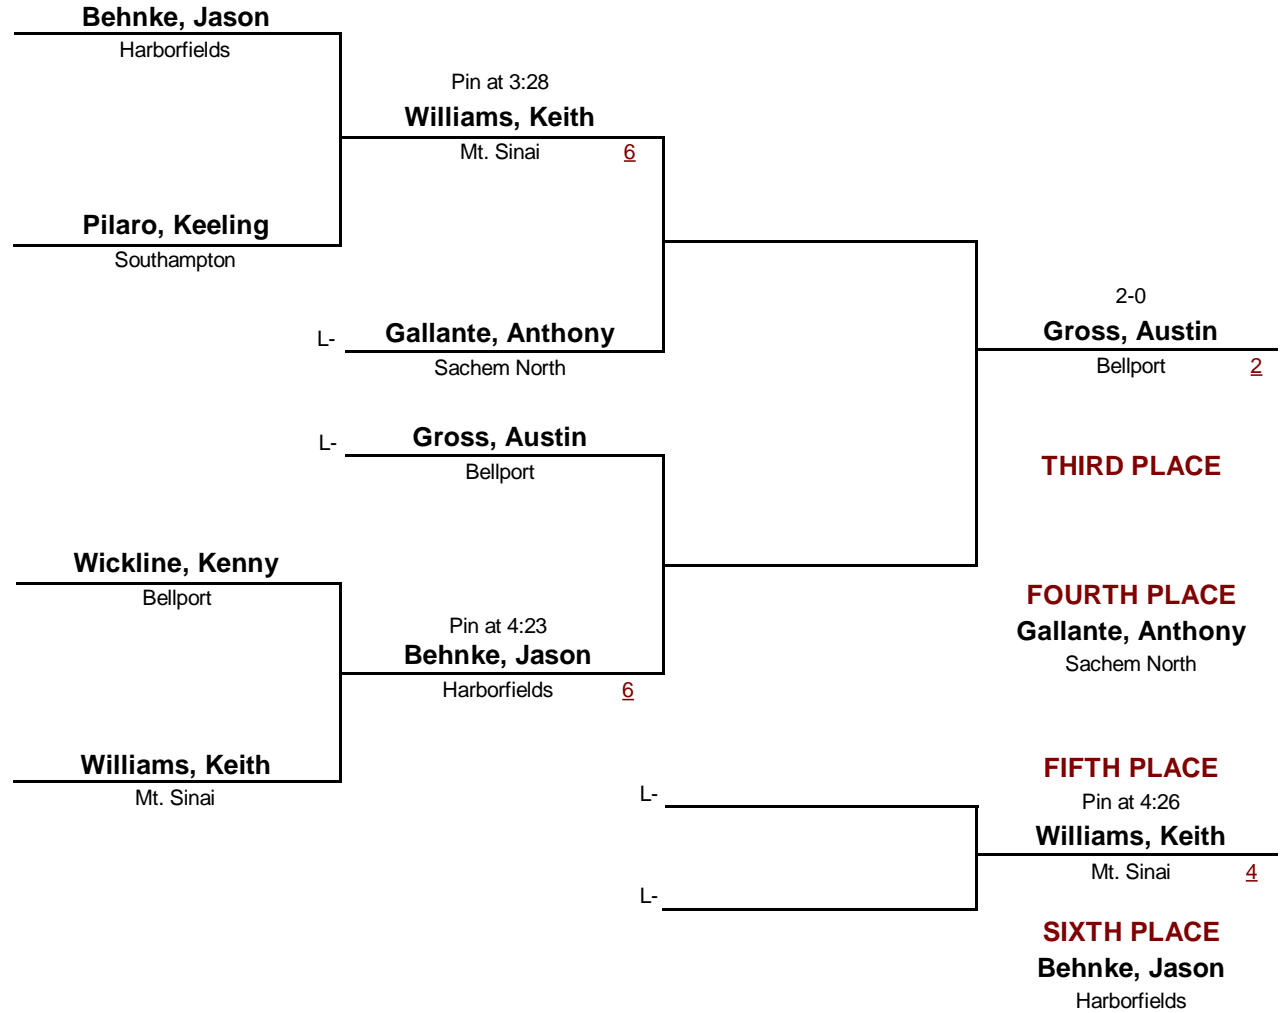 Behnke, Jason
Harborfields
Pin at 3:28
Williams, Keith
Mt. Sinai 6
Pilaro, Keeling
Southampton
L- Gallante, Anthony
Sachem North
2-0
Gross, Austin
Bellport 2
L- Gross, Austin
Bellport
THIRD PLACE
Wickline, Kenny
Bellport
Pin at 4:23
Behnke, Jason
Harborfields 6
FOURTH PLACE
Gallante, Anthony
Sachem North
Williams, Keith
Mt. Sinai
L-
L-
FIFTH PLACE
Pin at 4:26
Williams, Keith
Mt. Sinai 4
SIXTH PLACE
Behnke, Jason
Harborfields